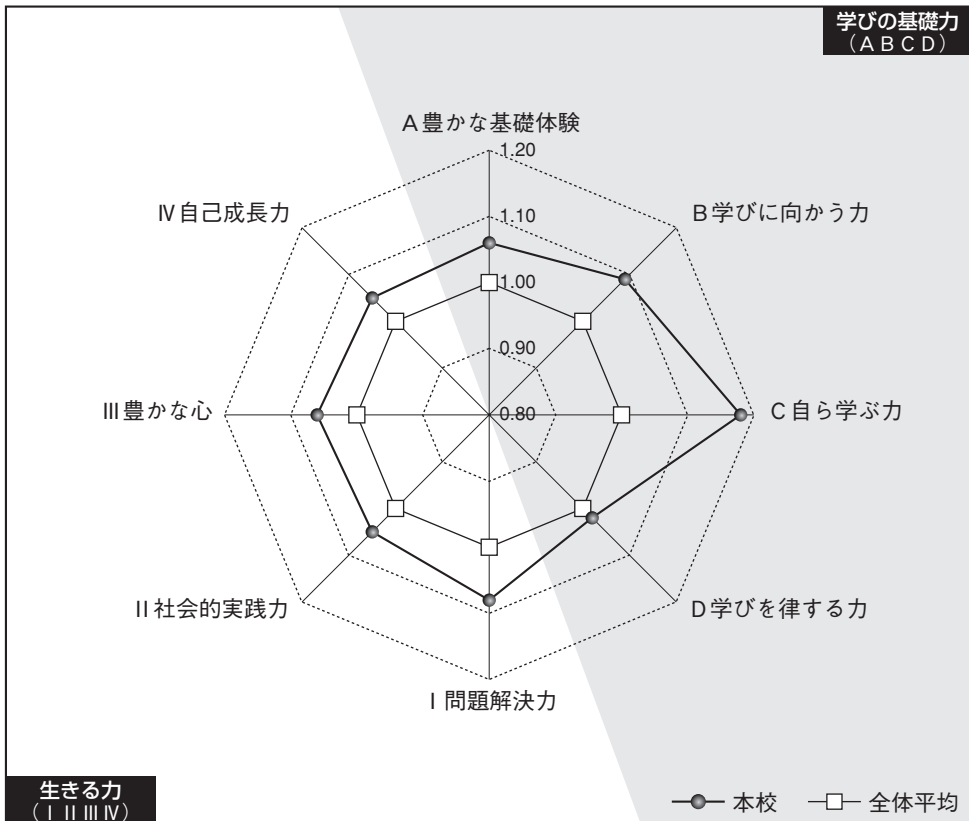 学びの基礎力
(ＡＢＣＤ)
A豊かな基礎体験
1.20
Ⅳ自己成長力
B学びに向かう力
1.10
1.00
0.90
Ⅲ豊かな心
0.80
C自ら学ぶ力
Ⅱ社会的実践力
D学びを律する力
Ⅰ問題解決力
生きる力
(ⅠⅡⅢⅣ)
本校
全体平均